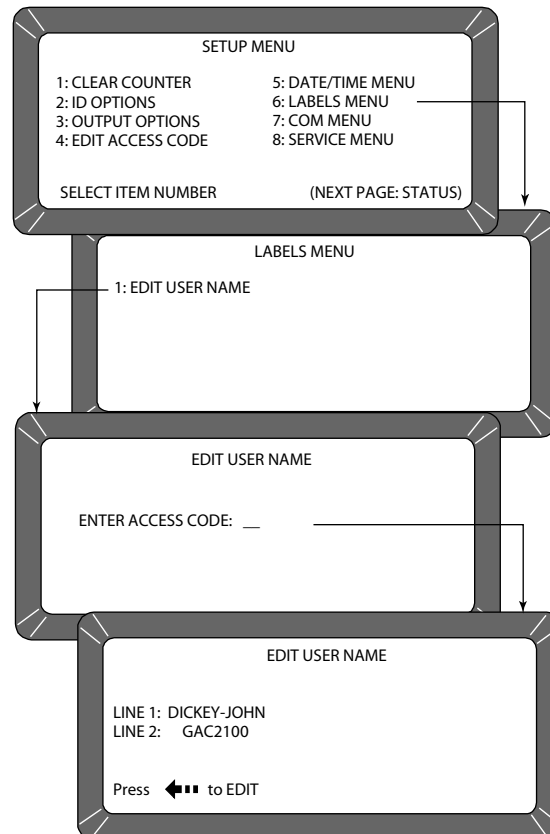 SETUP MENU
1: CLEAR COUNTER 5: DATE/TIME MENU
2: ID OPTIONS 6: LABELS MENU
3: OUTPUT OPTIONS 7: COM MENU
4: EDIT ACCESS CODE 8: SERVICE MENU
SELECT ITEM NUMBER (NEXT PAGE: STATUS)
LABELS MENU
1: EDIT USER NAME
EDIT USER NAME
ENTER ACCESS CODE: __
EDIT USER NAME
LINE 1: DICKEY-JOHN
LINE 2: GAC2100
Press to EDIT